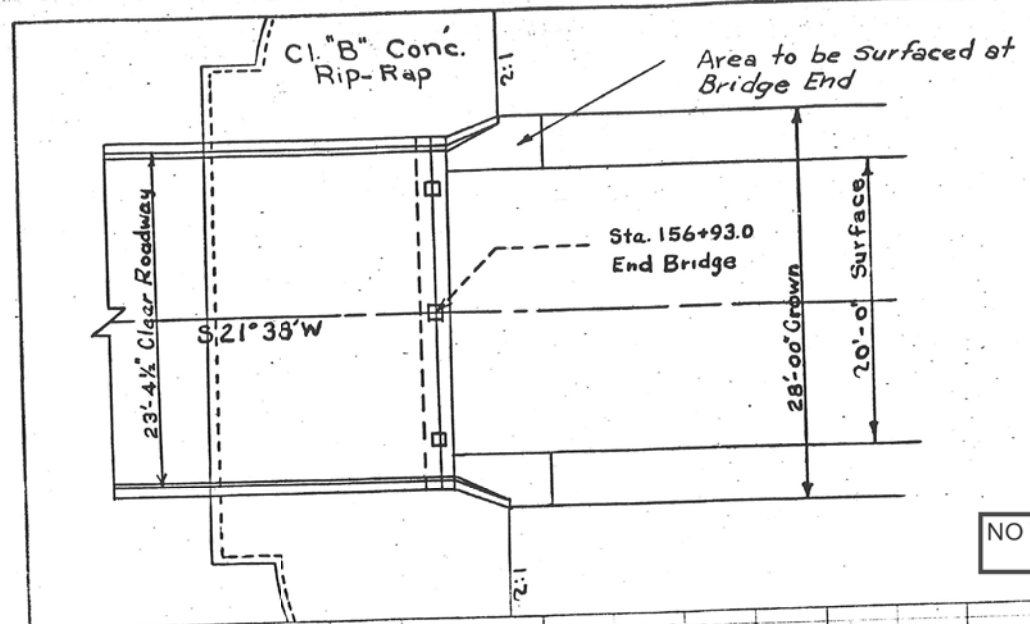 Cl. "B" Conc.
Rip-Rap
2:1
Area to be surfaced at
Bridge End
23'-4½" Clear Roadway
Sta. 156+93.0
End Bridge
S 21°38'W
28'-00" Crown
20'-0" Surface
NO
2:1